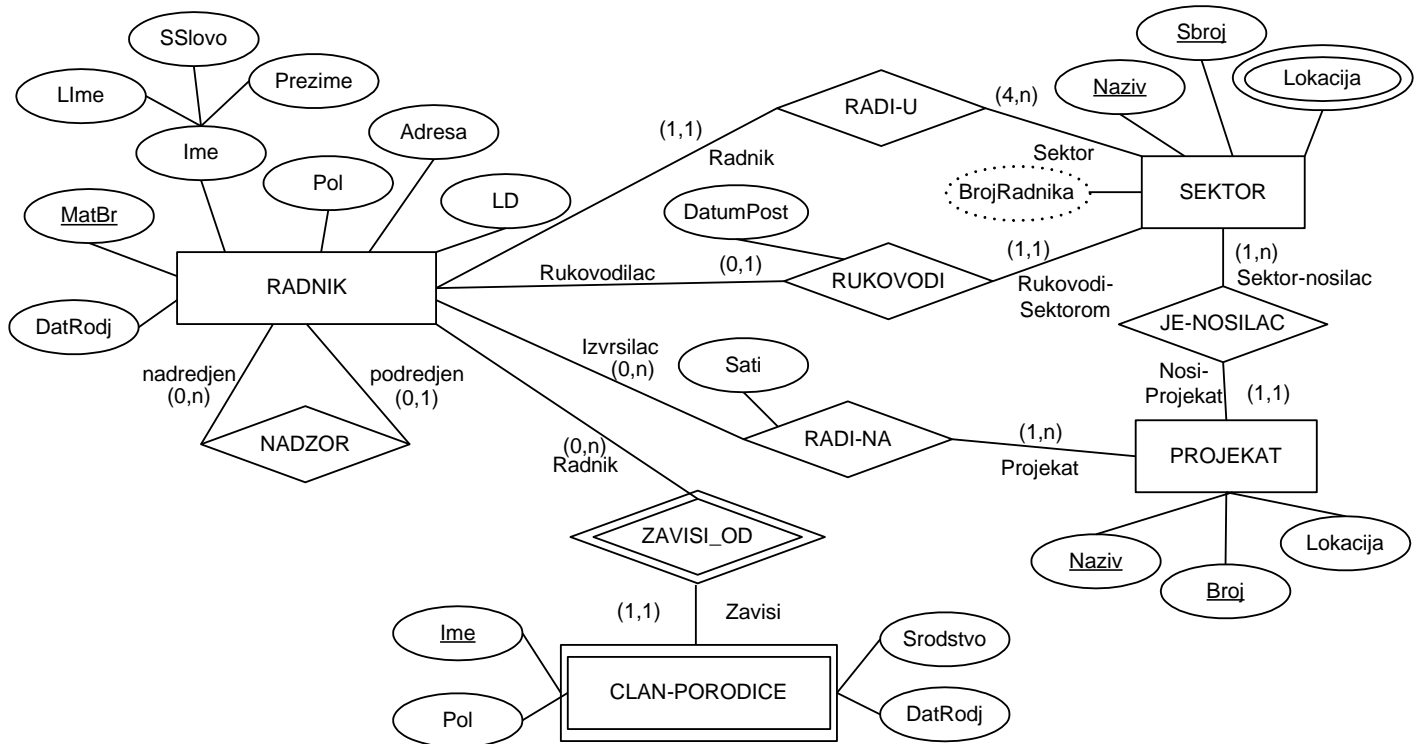 SSlovo
Sbroj
LIme
Prezime
Naziv
Lokacija
RADI-U
(4,n)
Ime
Adresa
(1,1)
Radnik
Sektor
Pol
BrojRadnika
SEKTOR
MatBr
LD
DatumPost
RADNIK
Rukovodilac
(0,1)
RUKOVODI
(1,1)
Rukovodi-
Sektorom
(1,n)
Sektor-nosilac
DatRodj
JE-NOSILAC
nadredjen
(0,n)
podredjen
(0,1)
Izvrsilac
(0,n)
Sati
Nosi-
Projekat
(1,1)
NADZOR
(0,n)
Radnik
RADI-NA
(1,n)
Projekat
PROJEKAT
ZAVISI_OD
Naziv
Broj
Lokacija
(1,1)
Zavisi
Ime
Srodstvo
CLAN-PORODICE
Pol
DatRodj